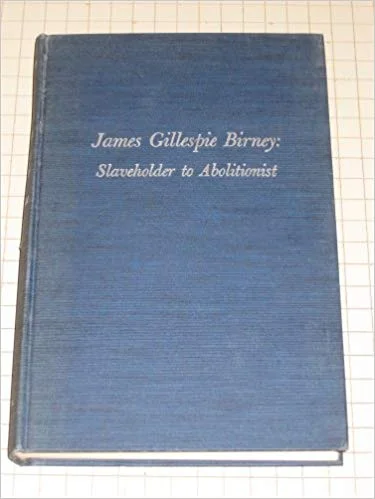 James Gillespie Birney:
Slaveholder to Abolitionist